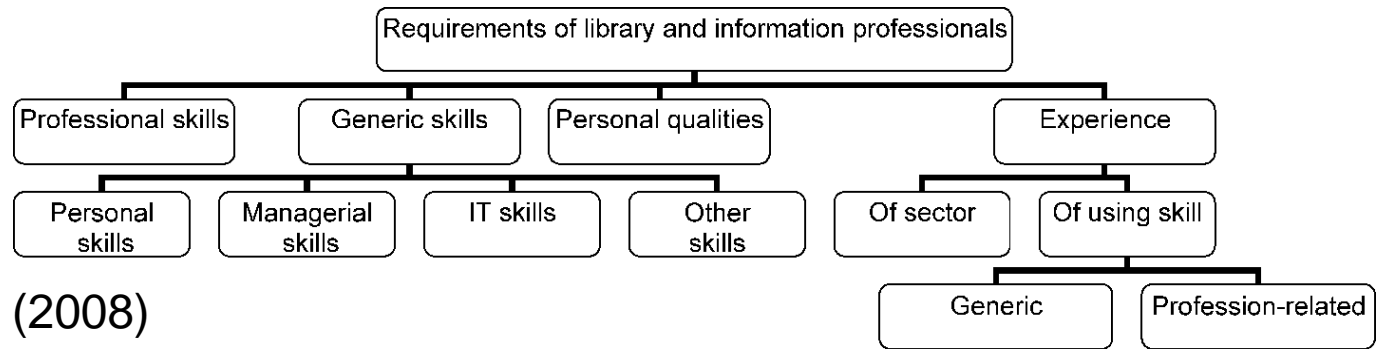 Requirements of library and information professionals
Professional skills
Generic skills
Personal qualities
Experience
Personal
skills
Managerial
skills
IT skills
Other
skills
Of sector
Of using skill
Generic
Profession-related
(2008)